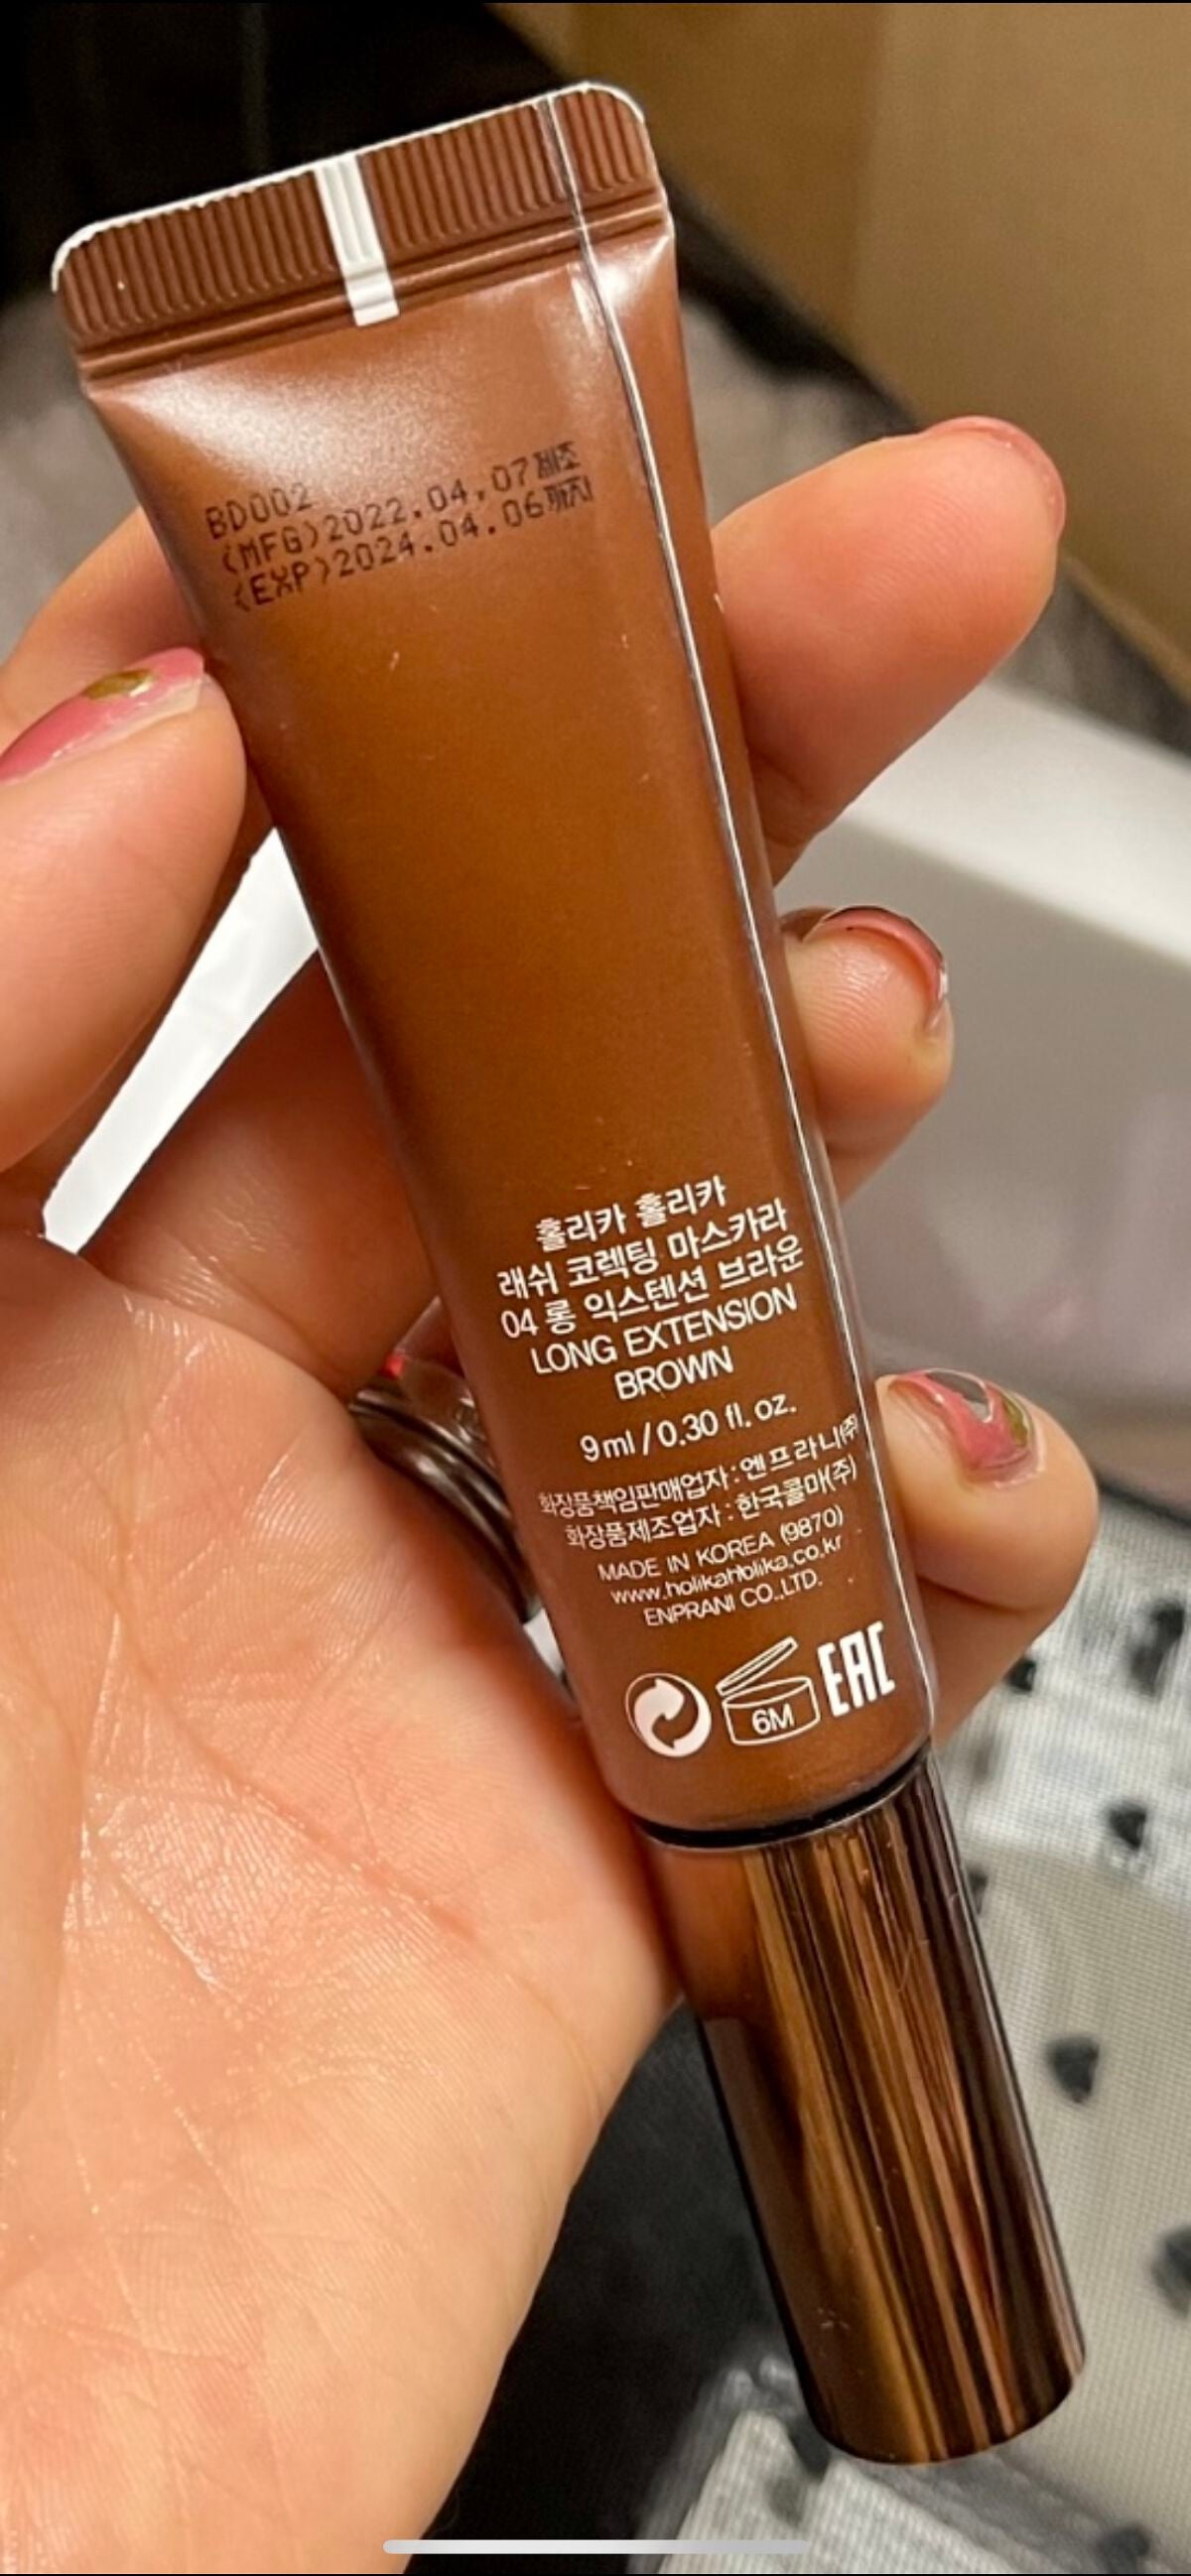 BD002
(MFG)2022.04.07제조
(EXP)2024.04.06까지
홀리카 홀리카
래쉬 코렉팅 마스카라
04 롱 익스텐션 브라운
LONG EXTENSION
BROWN
9ml/0.30 fl. oz.
화장품책임판매업자 : 엔프라니(주)
화장품제조업자 : 한국콜마(주)
MADE IN KOREA (9870)
www.holikaholika.co.kr
ENPRANI CO.,LTD.
6M EAC